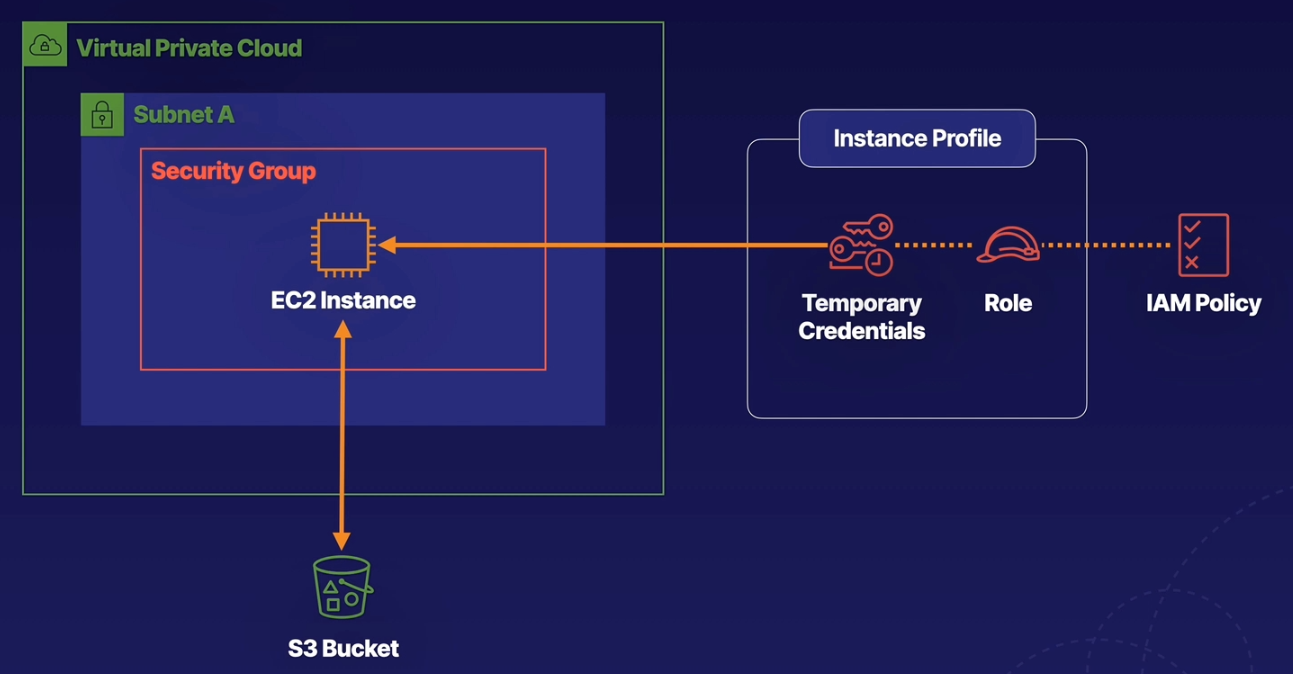 Virtual Private Cloud
Subnet A
Security Group
EC2 Instance
Instance Profile
Temporary
Credentials
Role
IAM Policy
S3 Bucket